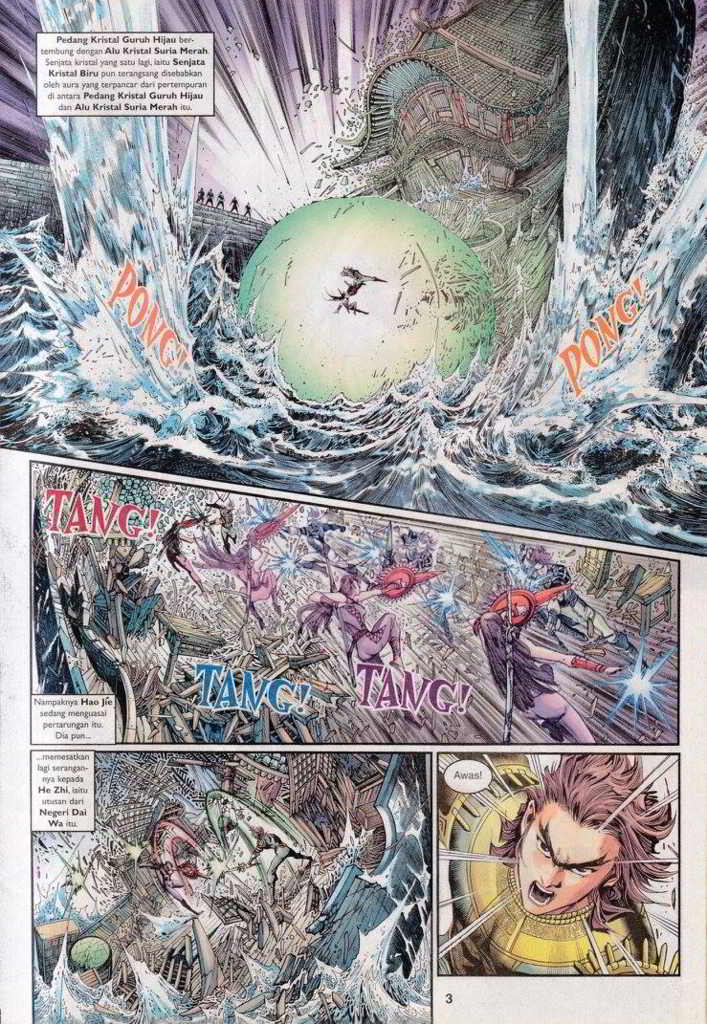 Pedang Kristal Guruh Hijau ber-
tembung dengan Alu Kristal Suria Merah.
Senjata kristal yang satu lagi, iaitu Senjata
Kristal Biru pun terangsang disebabkan
oleh aura yang terpancar dari pertempuran
di antara Pedang Kristal Guruh Hijau
dan Alu Kristal Suria Merah itu.
PONG!
PONG!
TANG!
TANG!
TANG!
Nampaknya Hao Jie
sedang menguasai
pertarungan itu.
Dia pun...
...memesatkan
lagi serangan-
nya kepada
He Zhi, iaitu
utusan dari
Negeri Dai
Wa itu.
Awas!
3